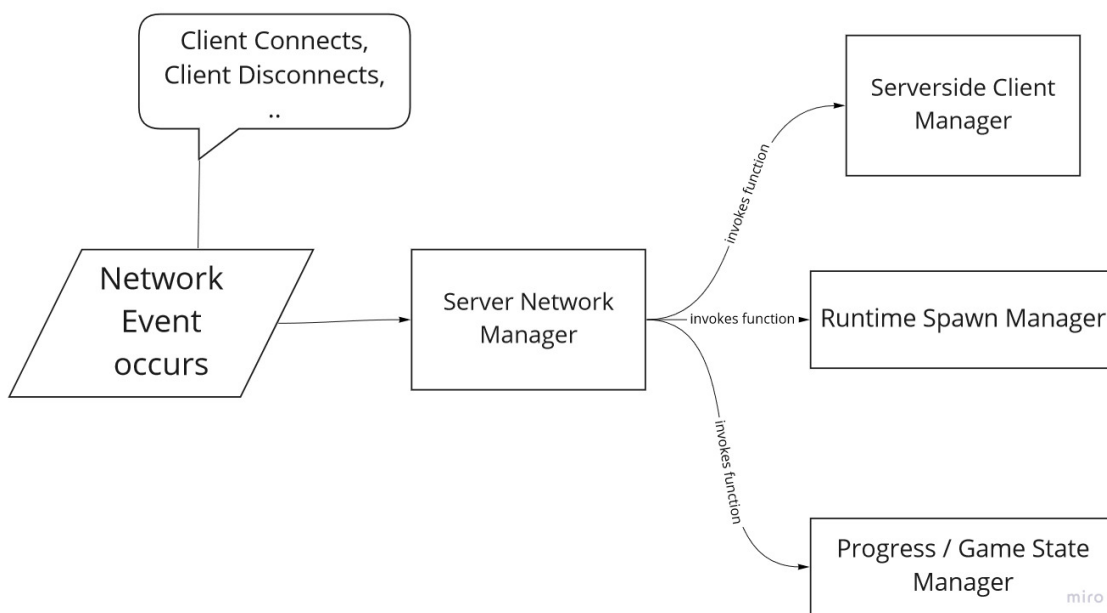 Client Connects,
Client Disconnects,
..
Network
Event
occurs
Server Network
Manager
invokes function
Serverside Client
Manager
invokes function
Runtime Spawn Manager
invokes function
Progress / Game State
Manager
miro